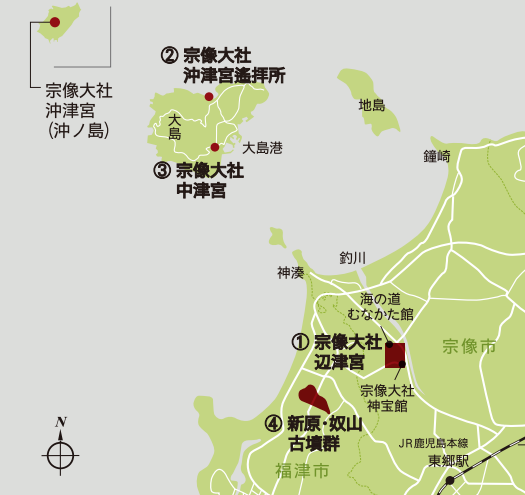 宗像大社
沖津宮
(沖ノ島)
② 宗像大社
沖津宮遙拝所
大島
大島港
③ 宗像大社
中津宮
地島
鐘崎
神湊
釣川
海の道
むなかた館
① 宗像大社
辺津宮
宗像大社
神宝館
宗像市
④ 新原・奴山
古墳群
福津市
JR鹿児島本線
東郷駅
N